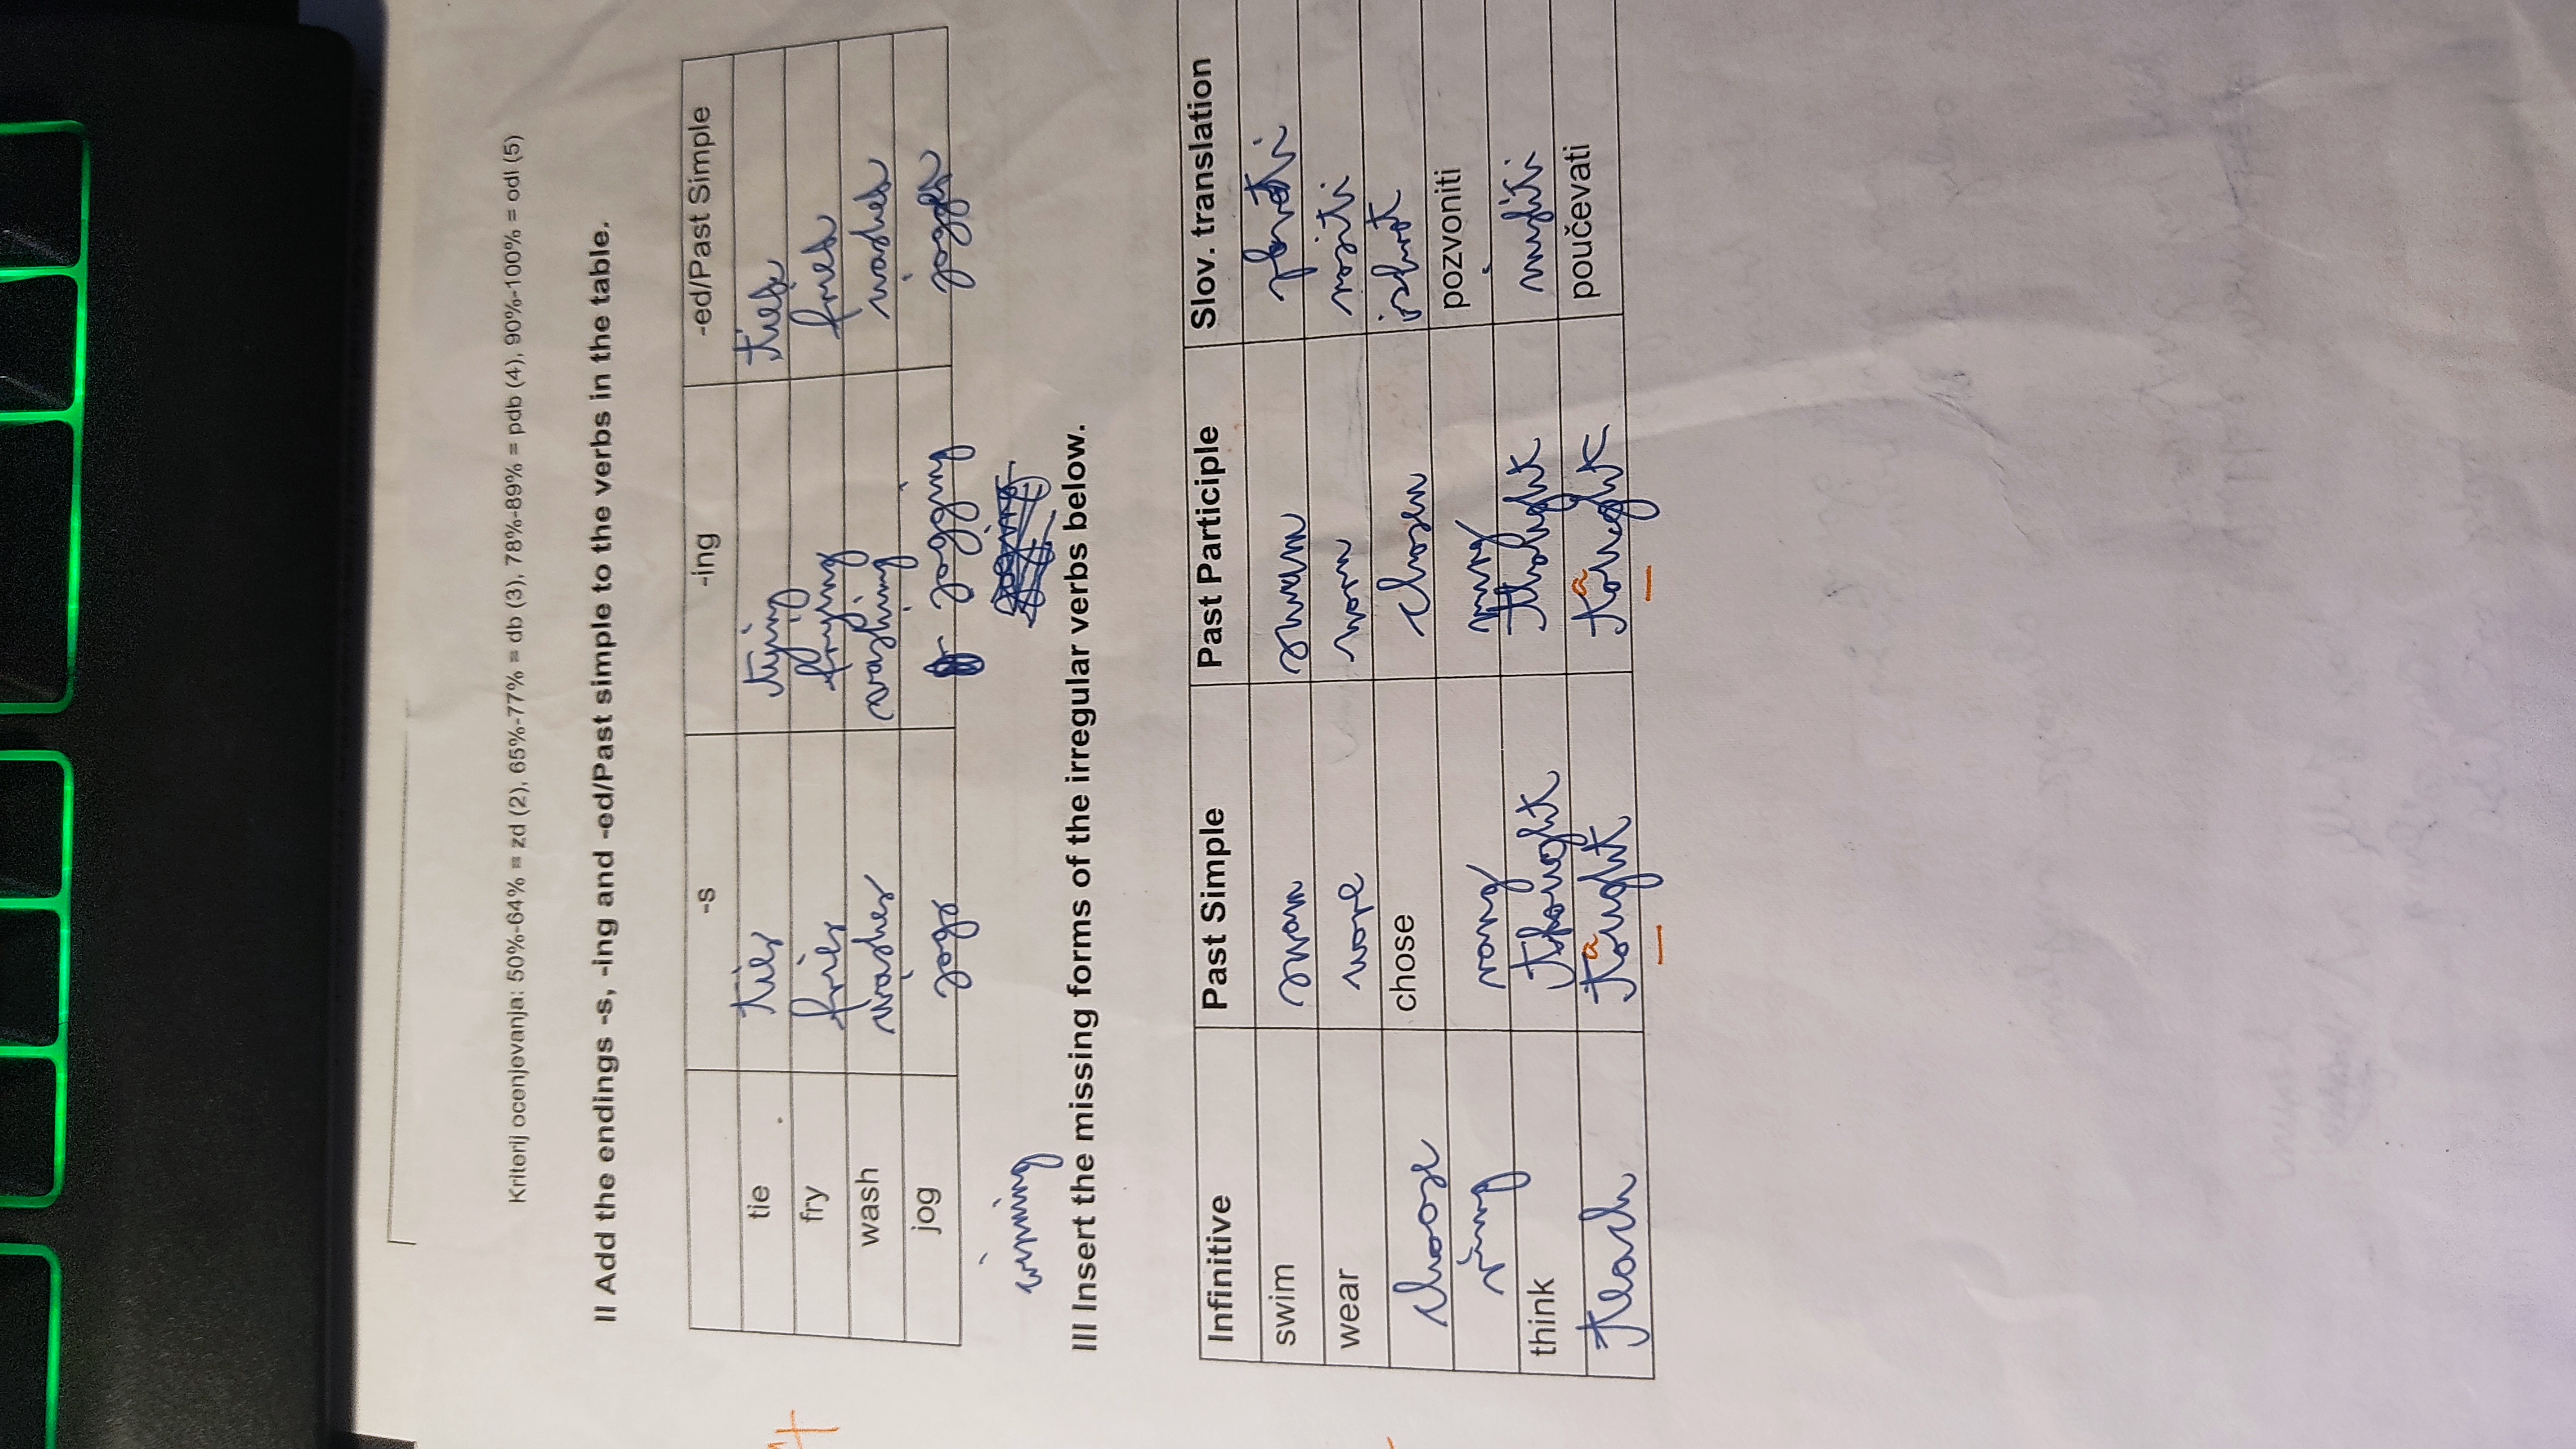 Kriterij ocenjevanja: 50%-64% = zd (2), 65%-77% = db (3), 78%-89% = pdb (4), 90%-100% = odl (5)
II Add the endings -s, -ing and -ed/Past simple to the verbs in the table.
-s -ing -ed/Past Simple
tie ties tying tied
fry fries frying fried
wash washes washing washed
jog jogs jogging jogged
winning
III Insert the missing forms of the irregular verbs below.
Infinitive Past Simple Past Participle Slov. translation
swim swam plavati
wear wore worn nositi
choose chose chosen
ring rang rung pozvoniti
think thought thought misliti
teach tought tought poučevati